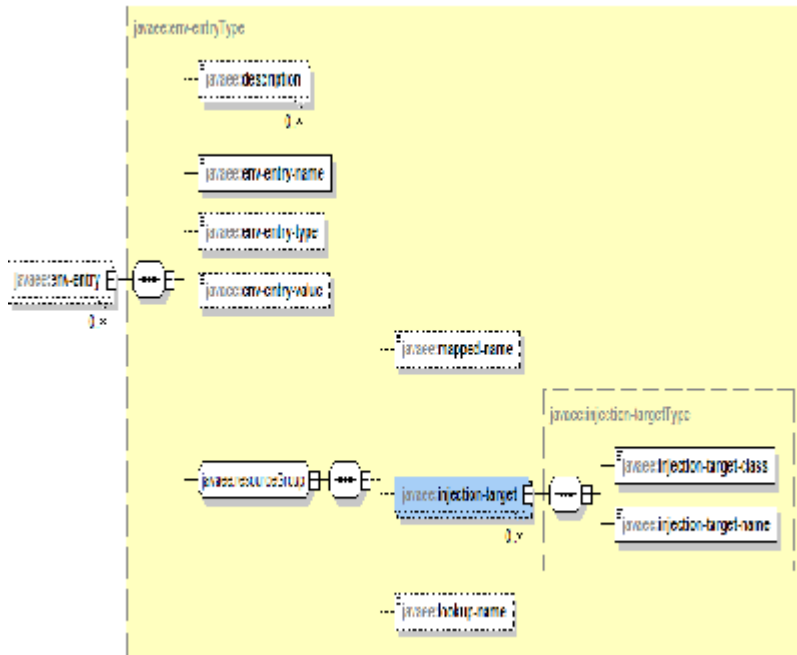 javaee:env-entryType
javaee:description
0..∞
javaee:env-entry-name
javaee:env-entry-type
javaee:env-entry
0..∞
javaee:env-entry-value
javaee:mapped-name
javaee:injection-targetType
javaee:injection-target-class
javaee:resourceGroup
javaee:injection-target
javaee:injection-target-name
0..∞
javaee:lookup-name